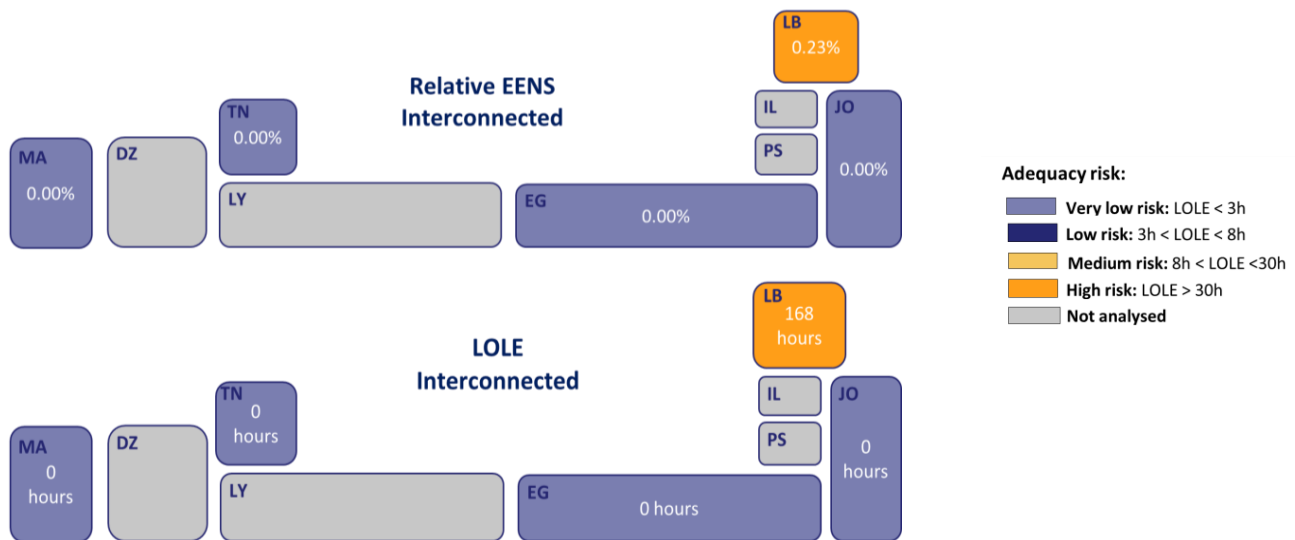 LB
0.23%
Relative EENS
Interconnected
TN
0.00%
IL
JO
PS
MA
0.00%
DZ
LY
EG
0.00%
0.00%
Adequacy risk:
Very low risk: LOLE < 3h
Low risk: 3h < LOLE < 8h
Medium risk: 8h < LOLE <30h
High risk: LOLE > 30h
Not analysed
LB
168
hours
LOLE
Interconnected
TN
0
hours
IL
JO
PS
MA
0
hours
DZ
LY
EG
0 hours
0
hours